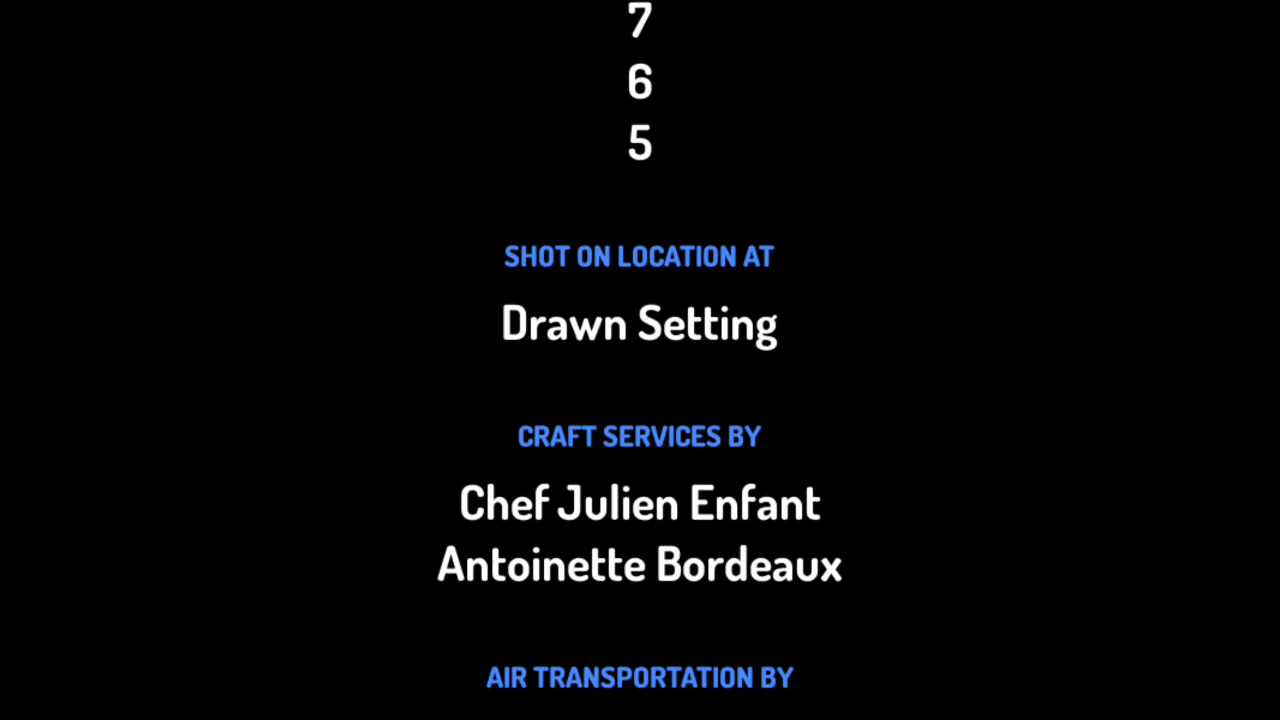 7
6
5
SHOT ON LOCATION AT
Drawn Setting
CRAFT SERVICES BY
Chef Julien Enfant
Antoinette Bordeaux
AIR TRANSPORTATION BY